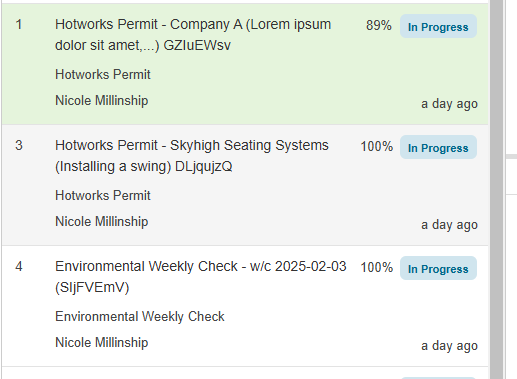 1 Hotworks Permit - Company A (Lorem ipsum 89% In Progress
dolor sit amet,...) GZIuEWsv
Hotworks Permit
Nicole Millinship
a day ago
3 Hotworks Permit - Skyhigh Seating Systems 100% In Progress
(Installing a swing) DLjqujzQ
Hotworks Permit
Nicole Millinship
a day ago
4 Environmental Weekly Check - w/c 2025-02-03 100% In Progress
(SIjFVEmV)
Environmental Weekly Check
Nicole Millinship
a day ago